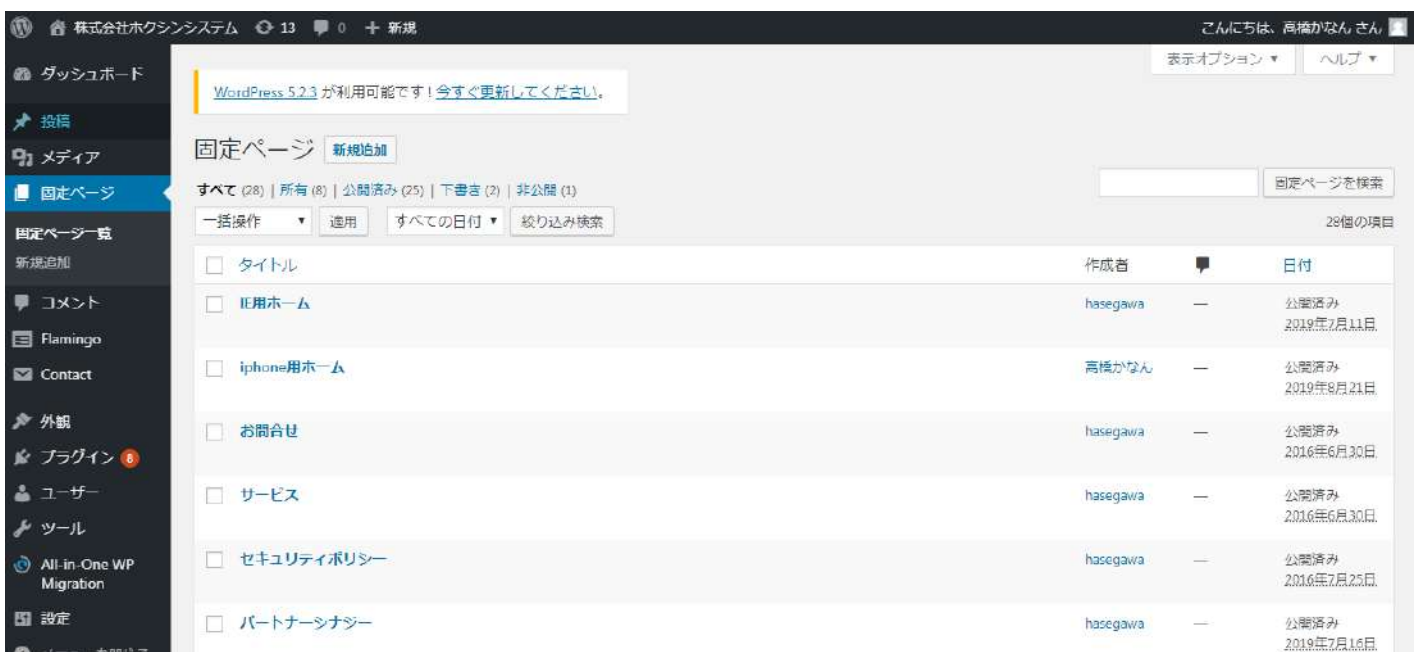 株式会社ホクシンシステム 13 0 新規 こんにちは、高橋かなん さん
表示オプション ヘルプ
ダッシュボード
投稿
メディア
固定ページ
固定ページ一覧
新規追加
コメント
Flamingo
Contact
外観
プラグイン 8
ユーザー
ツール
All-in-One WP
Migration
設定
WordPress 5.2.3 が利用可能です ! 今すぐ更新してください。
固定ページ 新規追加
すべて (28) | 所有 (8) | 公開済み (25) | 下書き (2) | 非公開 (1)
固定ページを検索
一括操作 適用 すべての日付 絞り込み検索
28個の項目
タイトル 作成者 日付
IE用ホーム hasegawa — 公開済み
2019年7月11日
iphone用ホーム 高橋かなん — 公開済み
2019年8月21日
お問合せ hasegawa — 公開済み
2016年6月30日
サービス hasegawa — 公開済み
2016年6月30日
セキュリティポリシー hasegawa — 公開済み
2016年7月25日
パートナーシナジー hasegawa — 公開済み
2019年7月16日